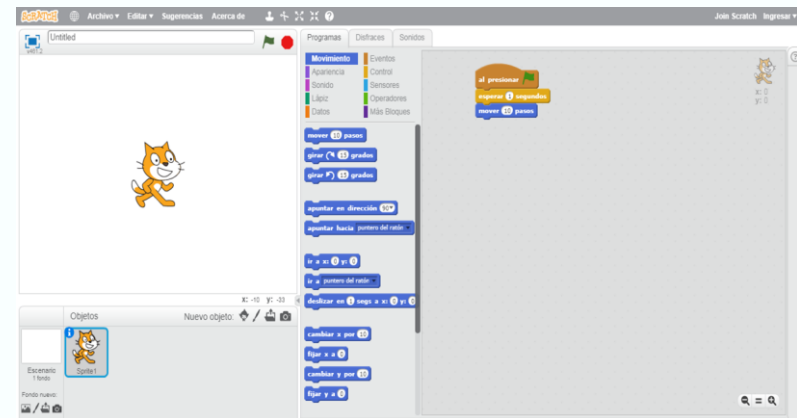 SCRATCH Archivo Editar Sugerencias Acerca de Join Scratch Ingresar
Untitled
Programas Disfraces Sonidos
Movimiento Eventos
Apariencia Control
Sonido Sensores
Lápiz Operadores
Datos Más Bloques
mover 10 pasos
girar 15 grados
girar 15 grados
apuntar en dirección 90
apuntar hacia puntero del ratón
ir a x: 0 y: 0
ir a puntero del ratón
deslizar en 1 segs a x: 0 y: 0
cambiar x por 10
fijar x a 0
cambiar y por 10
fijar y a 0
al presionar
esperar 1 segundos
mover 10 pasos
x: 0
y: 0
X: -10 y: -33
Objetos Nuevo objeto:
Escenario
1 fondo
Sprite1
Fondo nuevo: